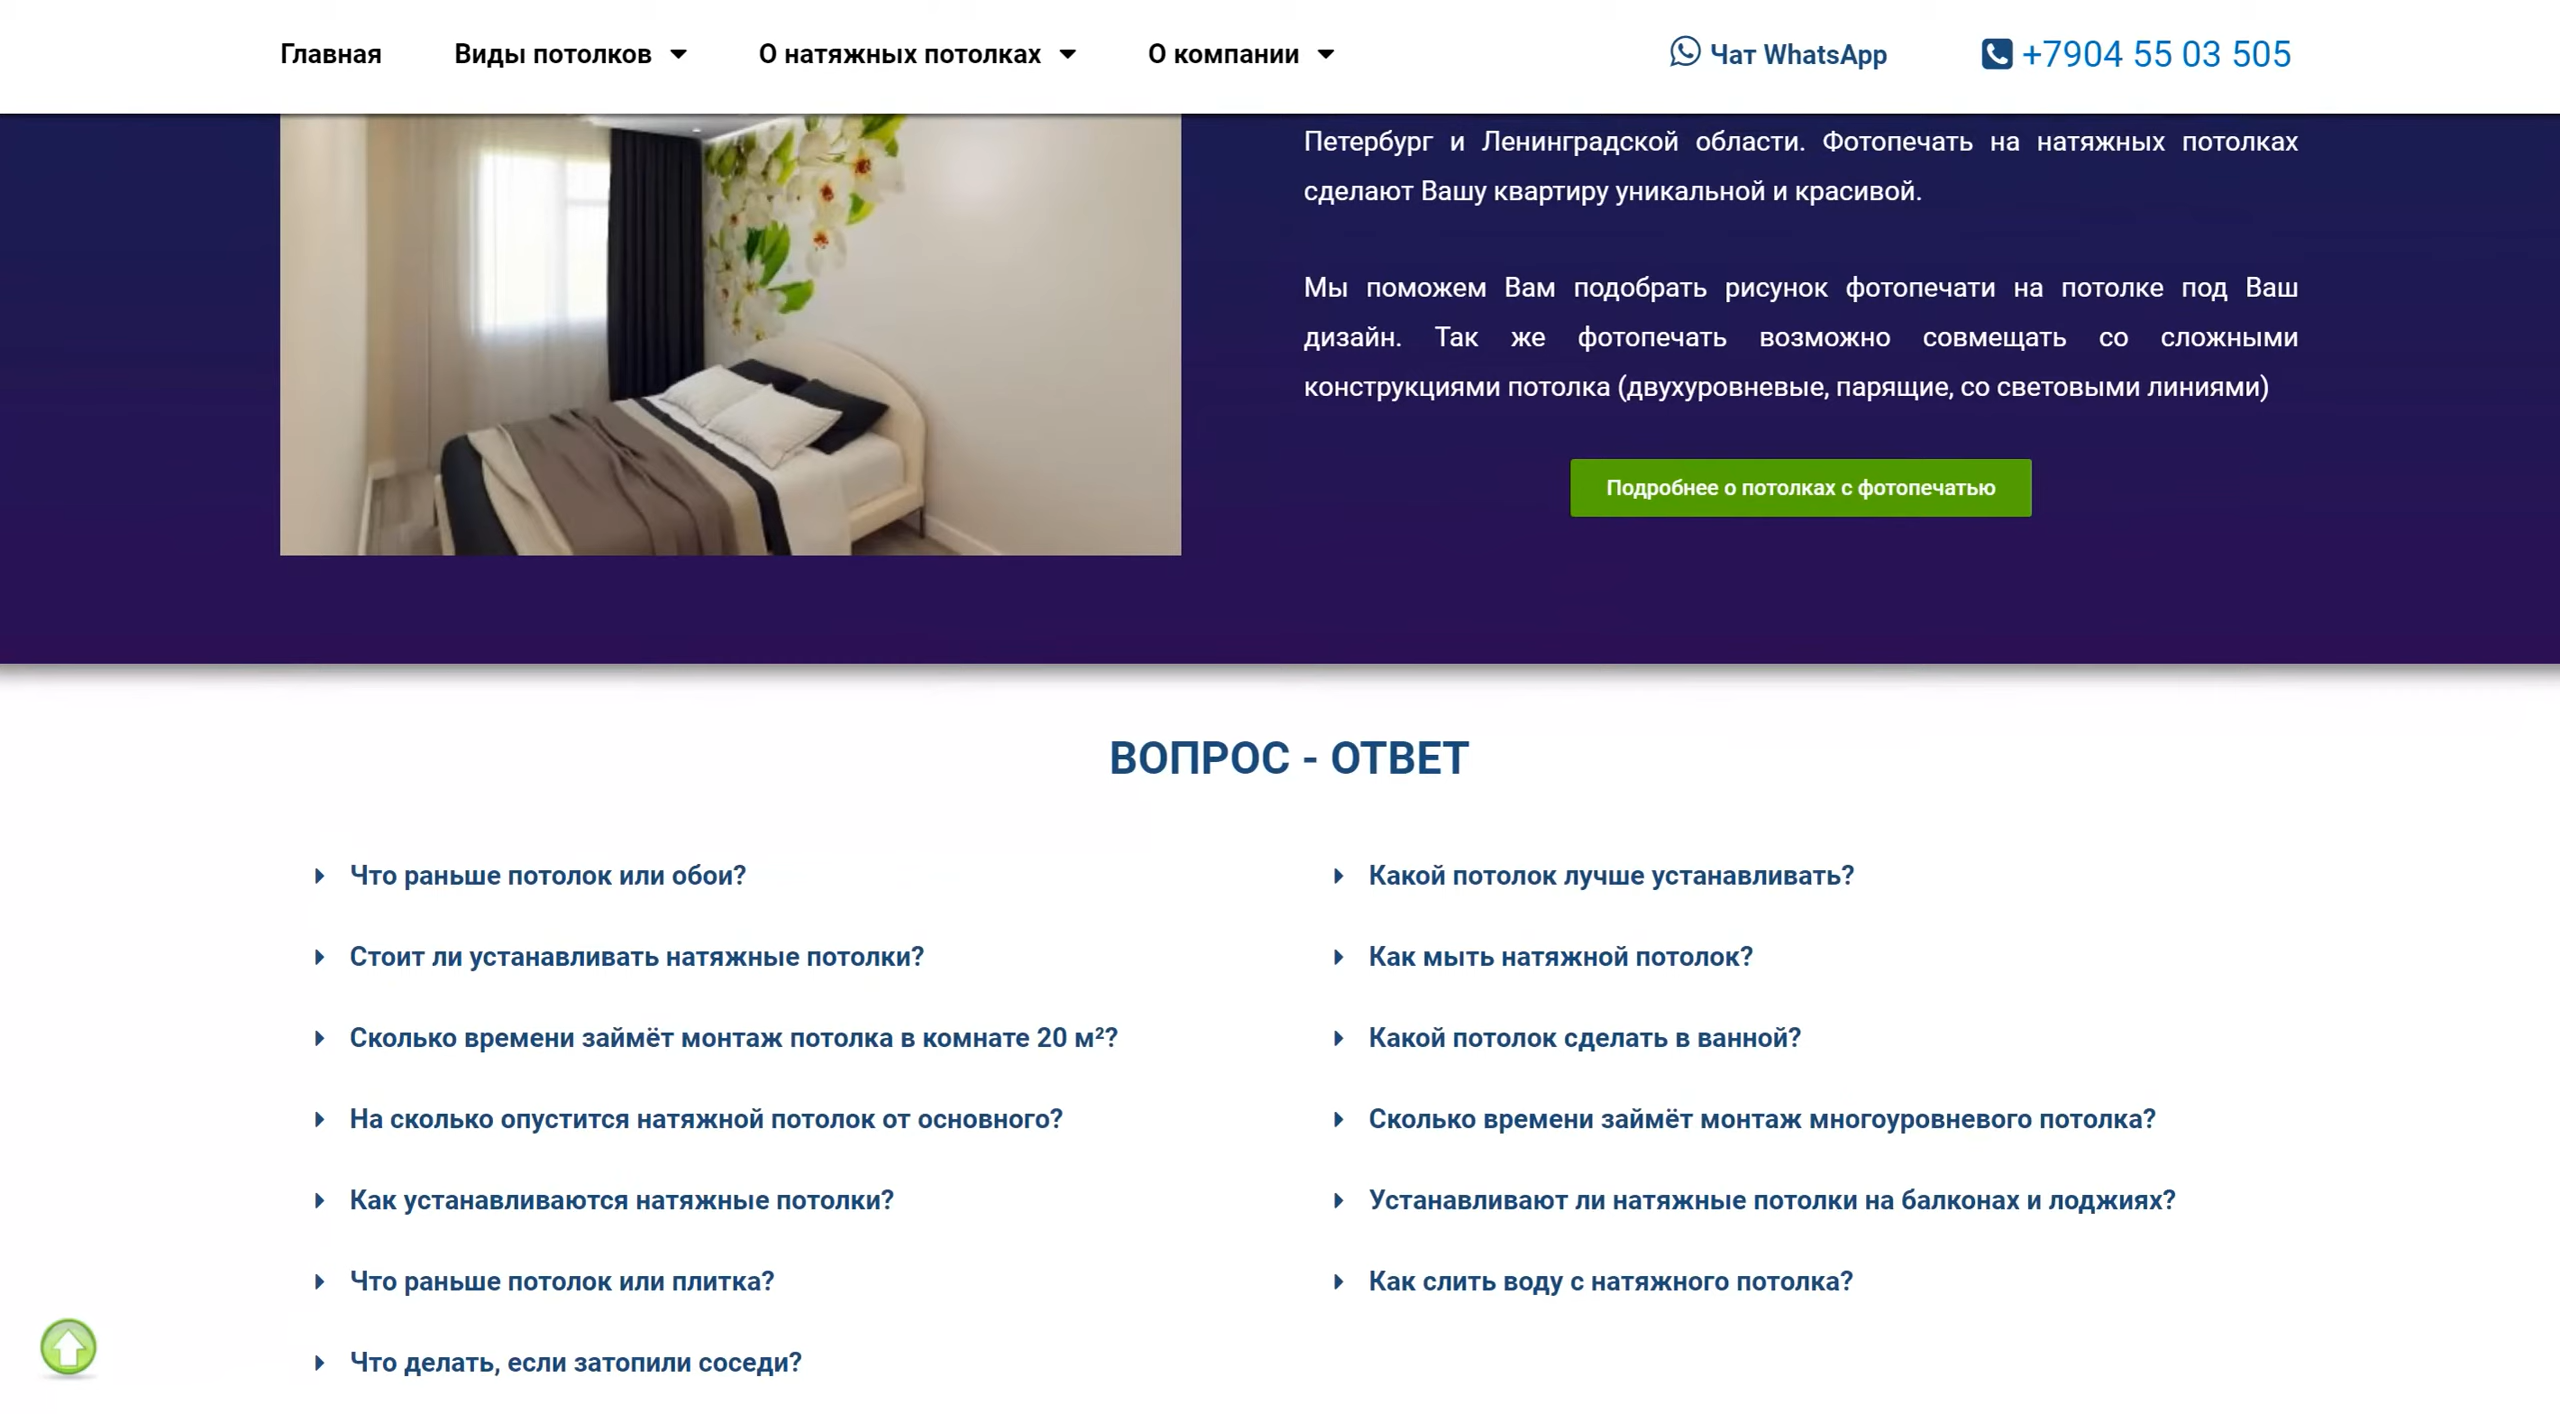 Главная
Виды потолков
О натяжных потолках
О компании
Чат WhatsApp
+7904 55 03 505
Петербург и Ленинградской области. Фотопечать на натяжных потолках
сделают Вашу квартиру уникальной и красивой.
Мы поможем Вам подобрать рисунок фотопечати на потолке под Ваш
дизайн. Так же фотопечать возможно совмещать со сложными
конструкциями потолка (двухуровневые, парящие, со световыми линиями)
Подробнее о потолках с фотопечатью
ВОПРОС - ОТВЕТ
Что раньше потолок или обои?
Стоит ли устанавливать натяжные потолки?
Сколько времени займёт монтаж потолка в комнате 20 м²?
На сколько опустится натяжной потолок от основного?
Как устанавливаются натяжные потолки?
Что раньше потолок или плитка?
Что делать, если затопили соседи?
Какой потолок лучше устанавливать?
Как мыть натяжной потолок?
Какой потолок сделать в ванной?
Сколько времени займёт монтаж многоуровневого потолка?
Устанавливают ли натяжные потолки на балконах и лоджиях?
Как слить воду с натяжного потолка?